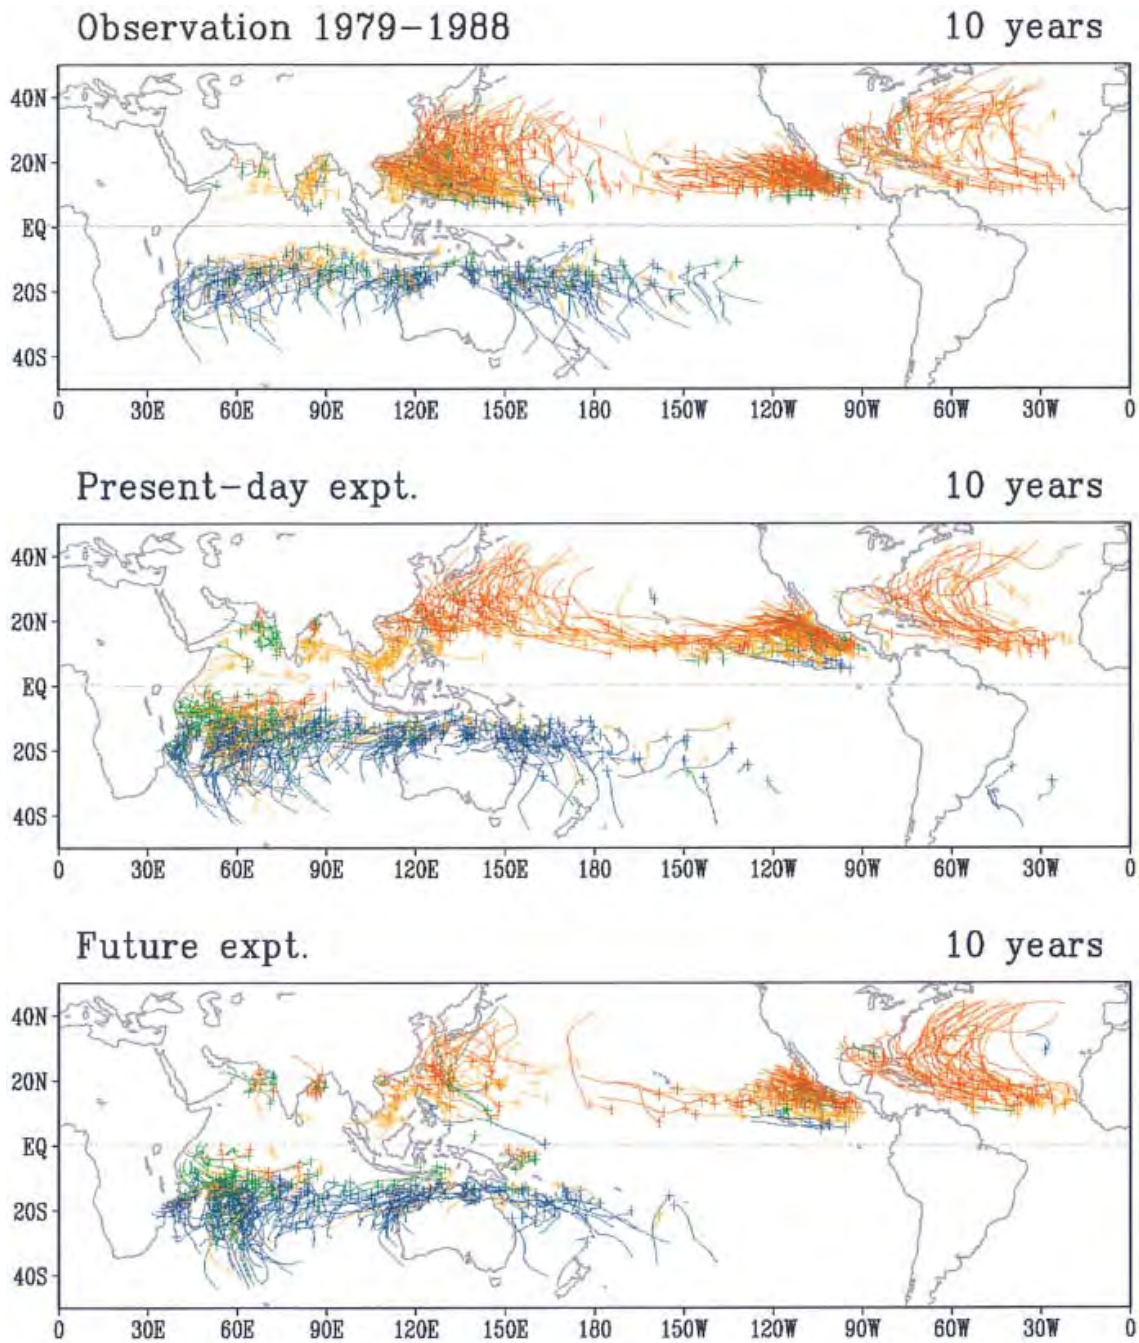 Observation 1979-1988 10 years
40N
20N
EQ
20S
40S
0 30E 60E 90E 120E 150E 180 150W 120W 90W 60W 30W 0
Present-day expt. 10 years
40N
20N
EQ
20S
40S
0 30E 60E 90E 120E 150E 180 150W 120W 90W 60W 30W 0
Future expt. 10 years
40N
20N
EQ
20S
40S
0 30E 60E 90E 120E 150E 180 150W 120W 90W 60W 30W 0